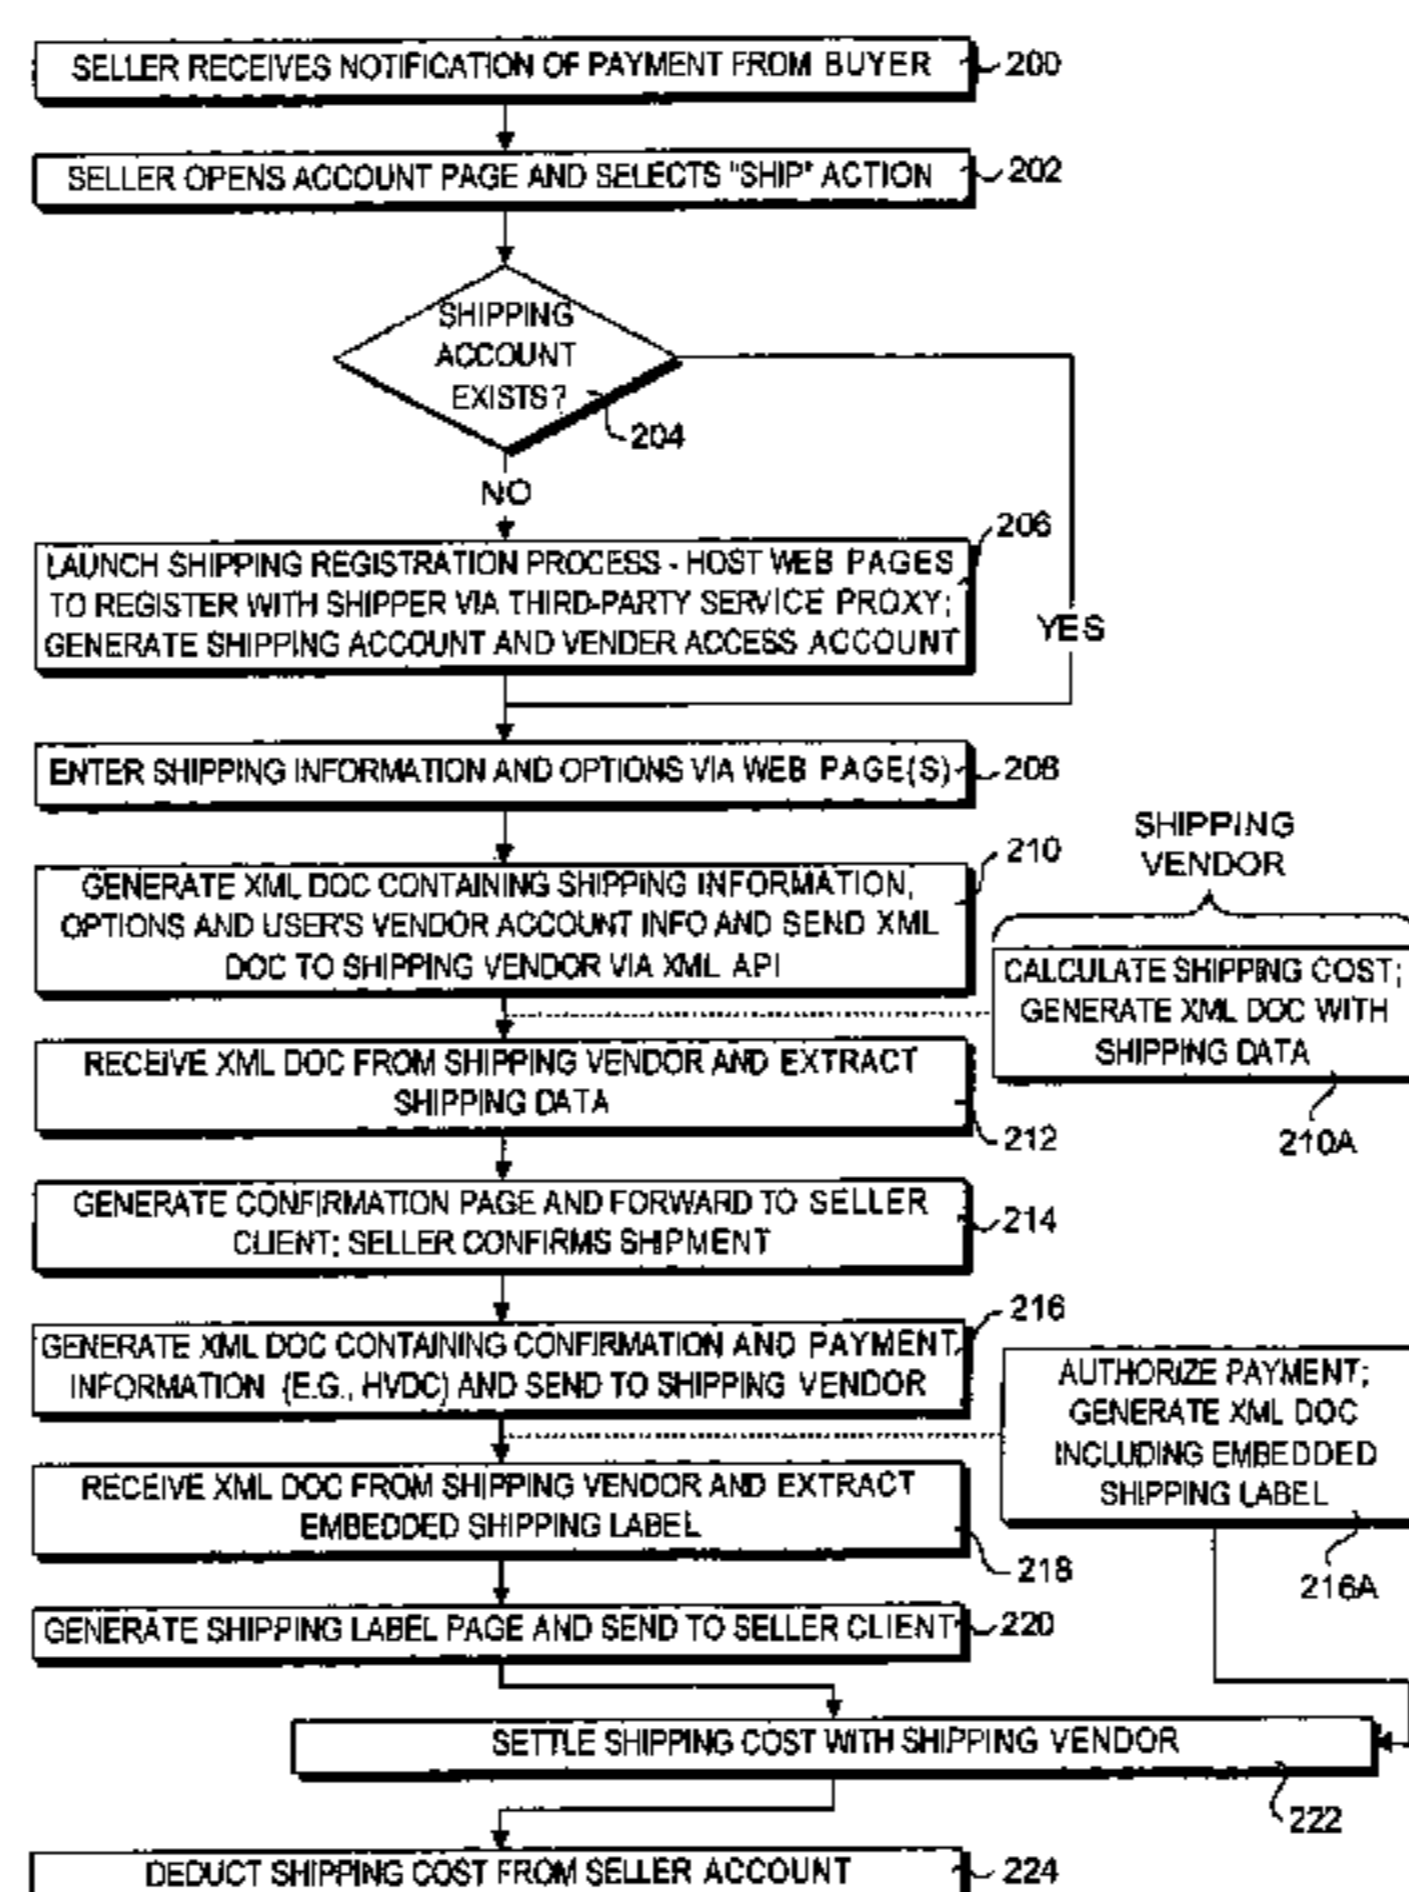 SELLER RECEIVES NOTIFICATION OF PAYMENT FROM BUYER
200
SELLER OPENS ACCOUNT PAGE AND SELECTS "SHIP" ACTION
202
SHIPPING
ACCOUNT
EXISTS?
204
NO
206
LAUNCH SHIPPING REGISTRATION PROCESS - HOST WEB PAGES
TO REGISTER WITH SHIPPER VIA THIRD-PARTY SERVICE PROXY;
GENERATE SHIPPING ACCOUNT AND VENDER ACCESS ACCOUNT
YES
ENTER SHIPPING INFORMATION AND OPTIONS VIA WEB PAGE(S)
208
210
GENERATE XML DOC CONTAINING SHIPPING INFORMATION,
OPTIONS AND USER'S VENDOR ACCOUNT INFO AND SEND XML
DOC TO SHIPPING VENDOR VIA XML API
SHIPPING
VENDOR
CALCULATE SHIPPING COST;
GENERATE XML DOC WITH
SHIPPING DATA
210A
RECEIVE XML DOC FROM SHIPPING VENDOR AND EXTRACT
SHIPPING DATA
212
GENERATE CONFIRMATION PAGE AND FORWARD TO SELLER
CLIENT; SELLER CONFIRMS SHIPMENT
214
216
GENERATE XML DOC CONTAINING CONFIRMATION AND PAYMENT
INFORMATION (E.G., HVDC) AND SEND TO SHIPPING VENDOR
AUTHORIZE PAYMENT;
GENERATE XML DOC
INCLUDING EMBEDDED
SHIPPING LABEL
216A
RECEIVE XML DOC FROM SHIPPING VENDOR AND EXTRACT
EMBEDDED SHIPPING LABEL
218
GENERATE SHIPPING LABEL PAGE AND SEND TO SELLER CLIENT
220
SETTLE SHIPPING COST WITH SHIPPING VENDOR
222
DEDUCT SHIPPING COST FROM SELLER ACCOUNT
224